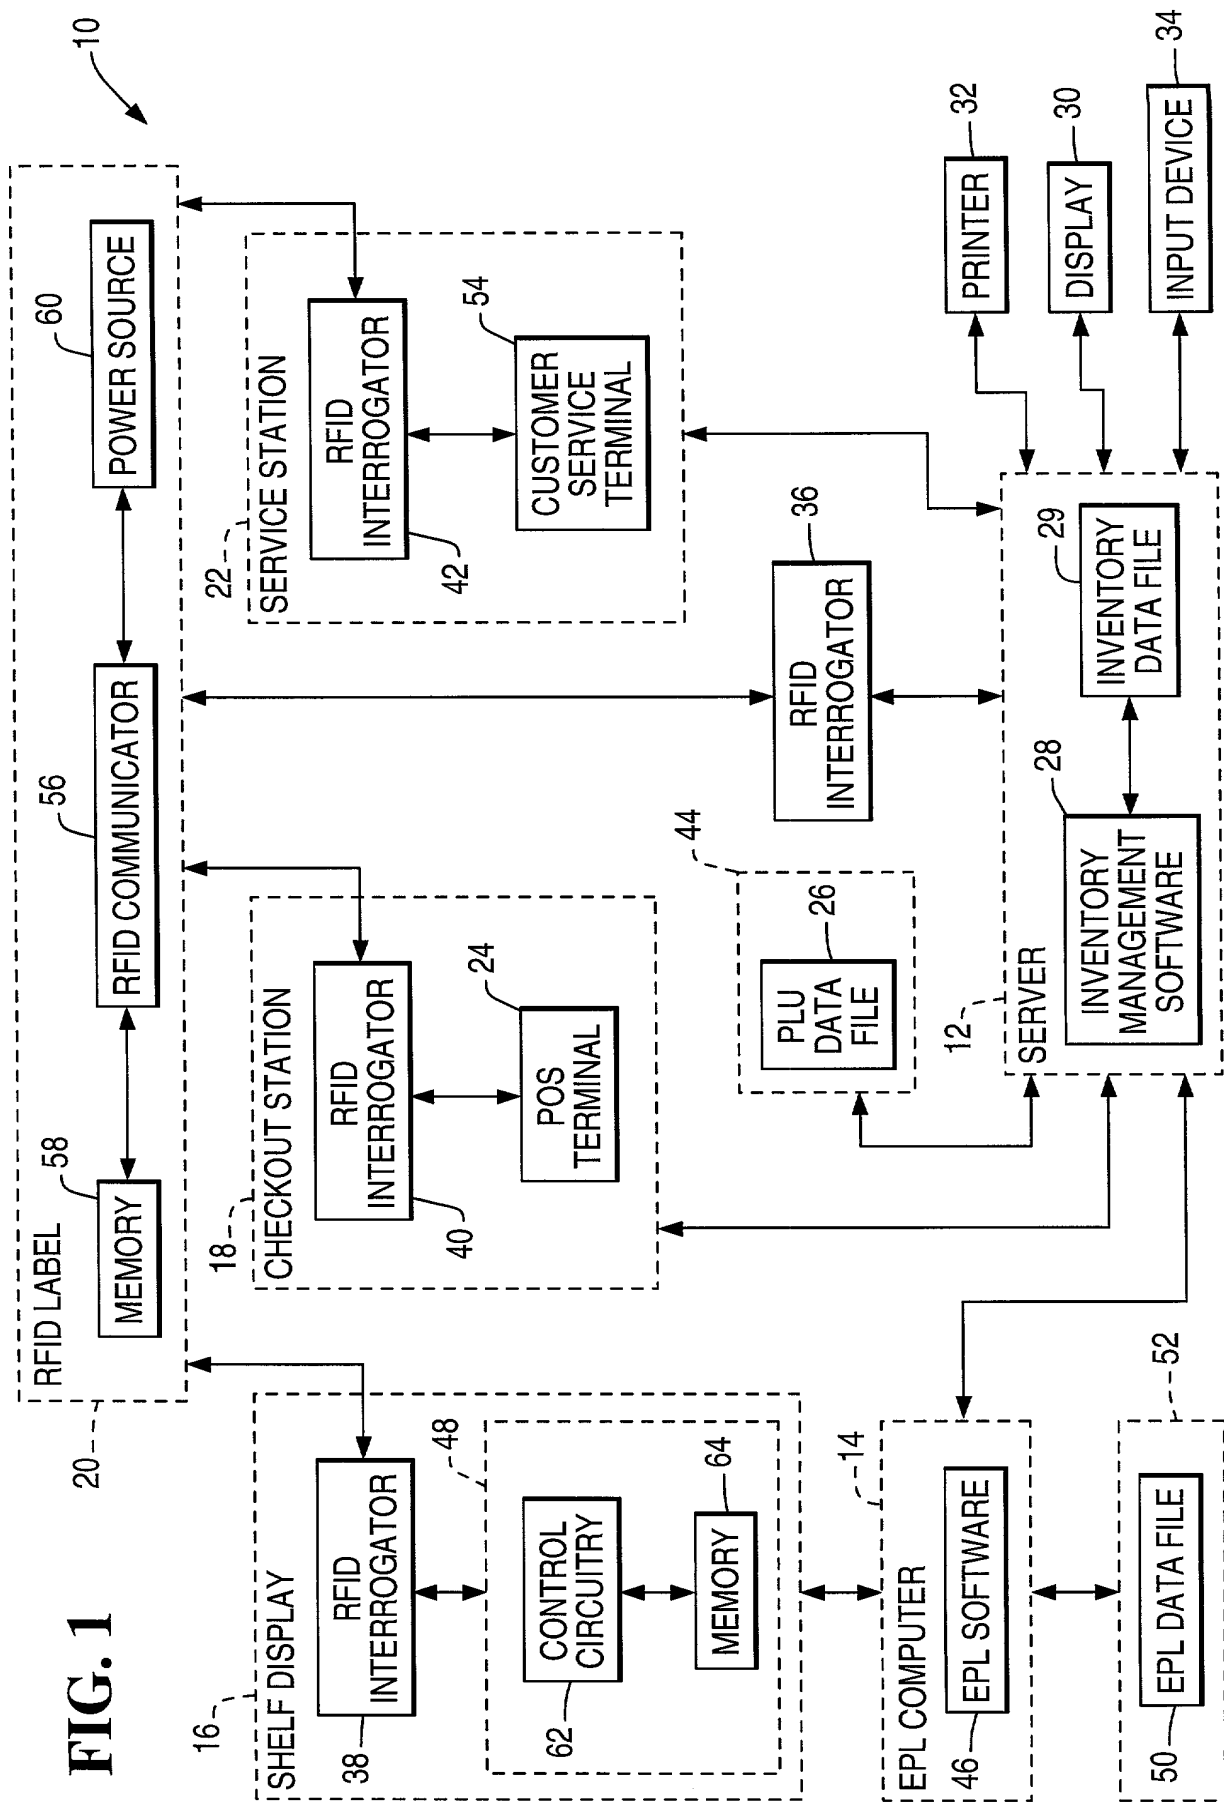 FIG. 1
10
20
RFID LABEL
58
MEMORY
56
RFID COMMUNICATOR
60
POWER SOURCE
16
SHELF DISPLAY
38
RFID
INTERROGATOR
48
62
CONTROL
CIRCUITRY
64
MEMORY
18
CHECKOUT STATION
40
RFID
INTERROGATOR
24
POS
TERMINAL
22
SERVICE STATION
42
RFID
INTERROGATOR
54
CUSTOMER
SERVICE
TERMINAL
44
26
PLU
DATA
FILE
36
RFID
INTERROGATOR
14
EPL COMPUTER
46
EPL SOFTWARE
52
50
EPL DATA FILE
12
SERVER
28
INVENTORY
MANAGEMENT
SOFTWARE
29
INVENTORY
DATA FILE
32
PRINTER
30
DISPLAY
34
INPUT DEVICE